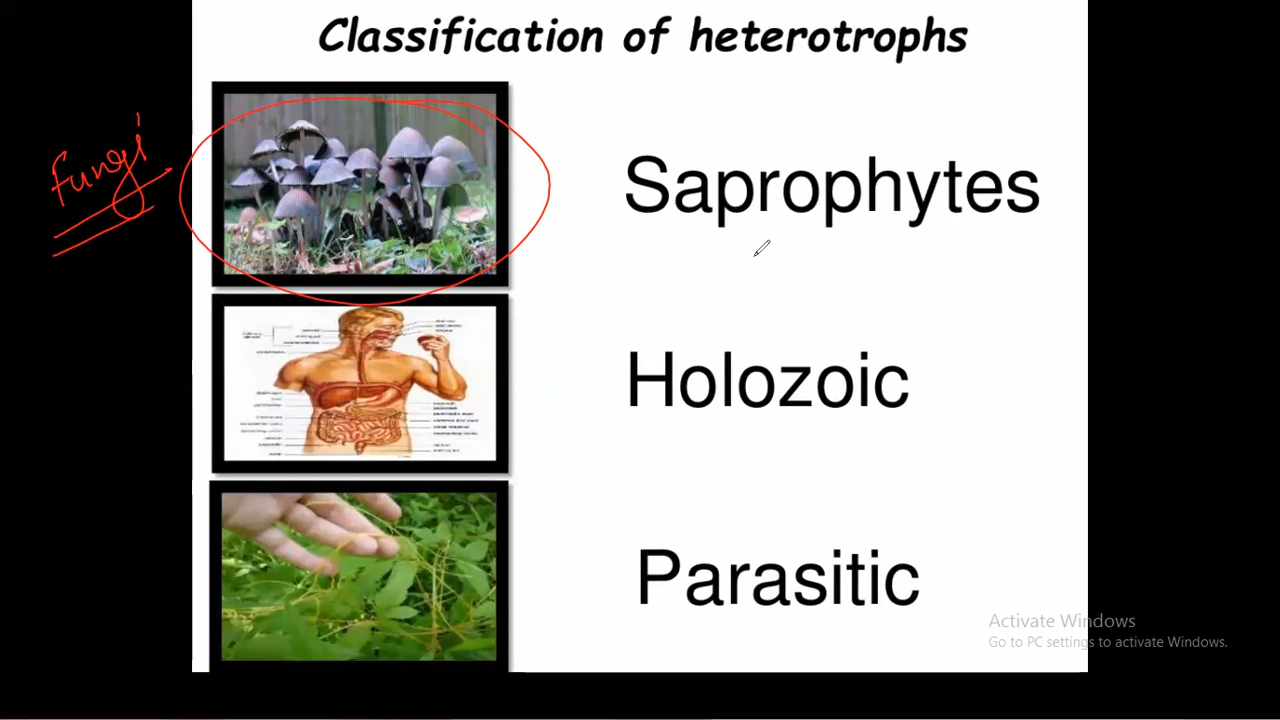 Classification of heterotrophs
Fungi
Saprophytes
Holozoic
Parasitic
Activate Windows
Go to PC settings to activate Windows.